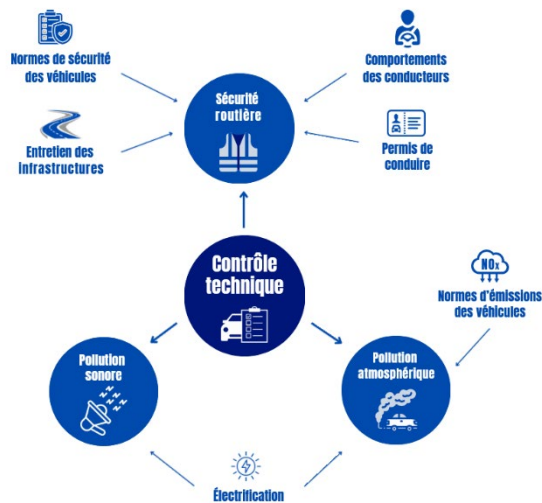 Normes de sécurité
des véhicules
Comportements
des conducteurs
Sécurité
routière
Entretien des
infrastructures
Permis de
conduire
Contrôle
technique
NOx
Normes d'émissions
des véhicules
Pollution
sonore
Pollution
atmosphérique
Électrification